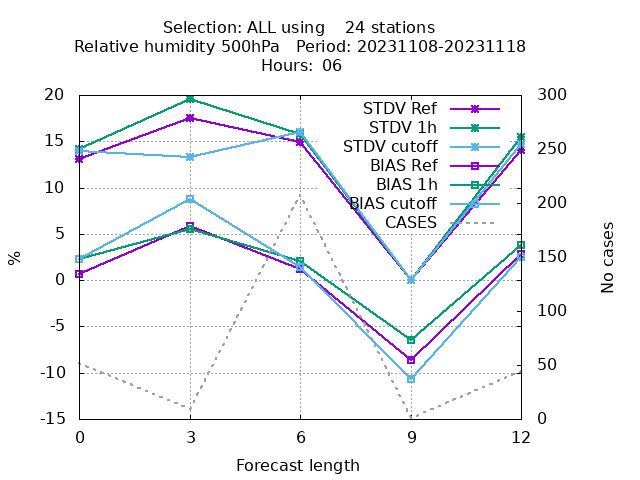 Selection: ALL using    24 stations
Relative humidity 500hPa   Period: 20231108-20231118
Hours: 06
20 300
STDV Ref
STDV 1h
15 250
STDV cutoff
BIAS Ref
BIAS 1h
10 200
BIAS cutoff
CASES
5 150
% No cases
0
-5 100
-10 50
-15 0
0 3 6 9 12
Forecast length